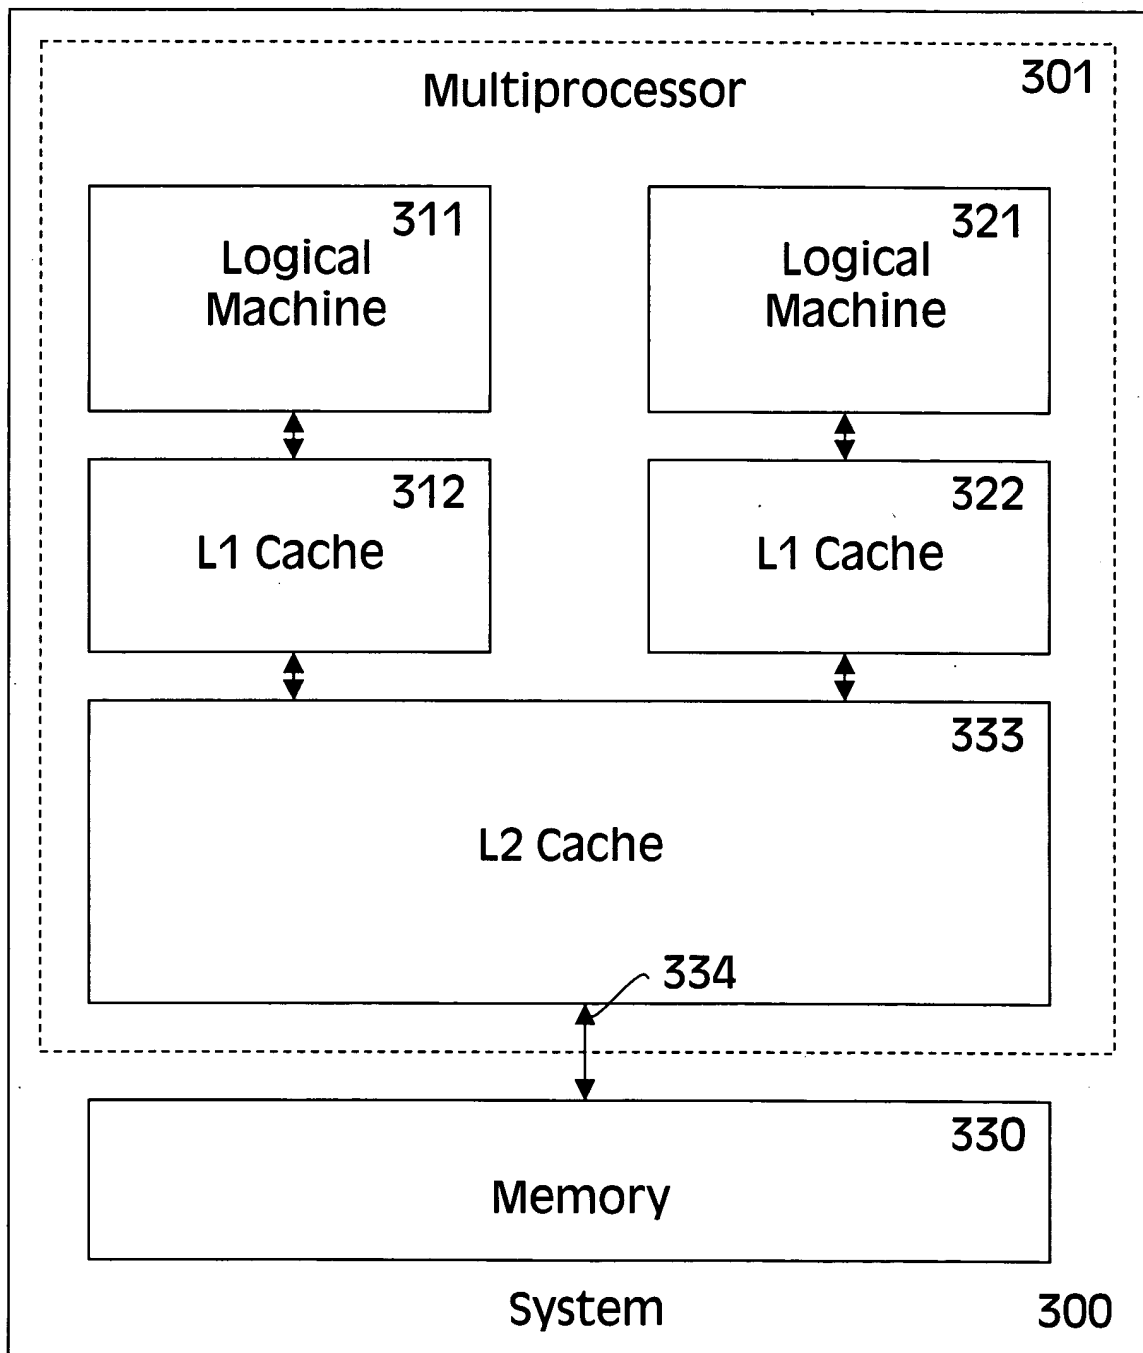 301
Multiprocessor
311
Logical
Machine
321
Logical
Machine
312
L1 Cache
322
L1 Cache
333
L2 Cache
334
330
Memory
System
300